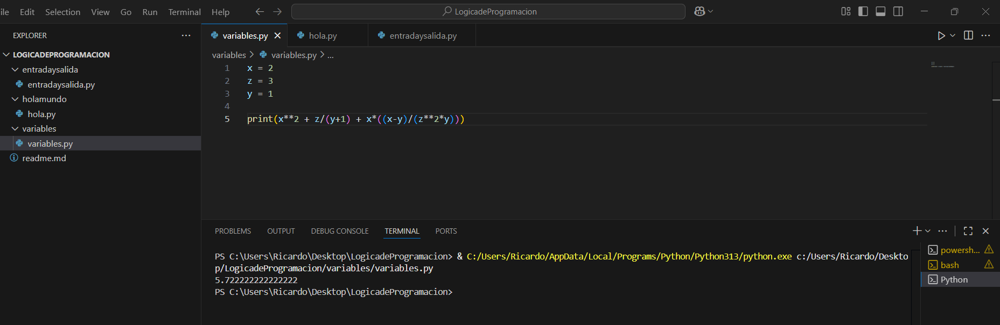 ile Edit Selection View Go Run Terminal Help LogicadeProgramacion
EXPLORER
LOGICADEPROGRAMACION
entradaysalida
entradaysalida.py
holamundo
hola.py
variables
variables.py
readme.md
variables.py hola.py entradaysalida.py
variables > variables.py > ...
1 x = 2
2 z = 3
3 y = 1
4
5 print(x**2 + z/(y+1) + x*((x-y)/(z**2*y)))
PROBLEMS OUTPUT DEBUG CONSOLE TERMINAL PORTS
PS C:\Users\Ricardo\Desktop\LogicadeProgramacion> & C:/Users/Ricardo/AppData/Local/Programs/Python/Python313/python.exe c:/Users/Ricardo/Deskto
p/LogicadeProgramacion/variables/variables.py
5.722222222222222
PS C:\Users\Ricardo\Desktop\LogicadeProgramacion>
powersh...
bash
Python